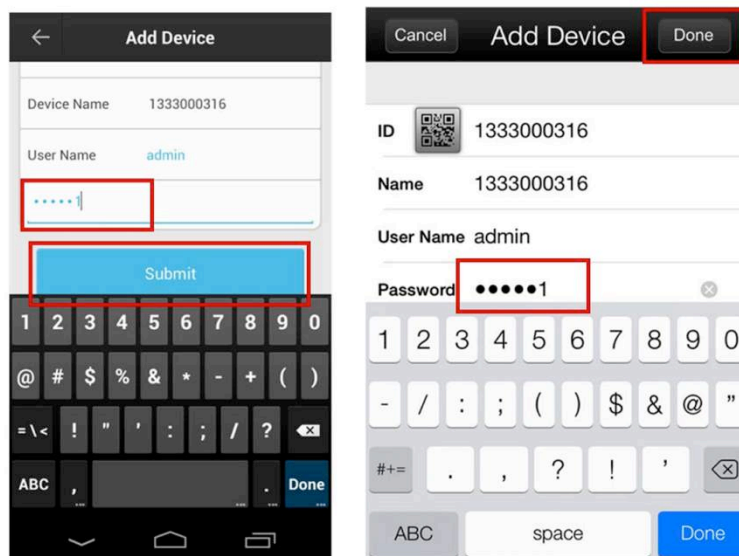 Add Device
Device Name 1333000316
User Name admin
•••••1
Submit
1 2 3 4 5 6 7 8 9 0
@ # $ % & * - + ( )
=\< ! " ' : ; / ?
ABC , . Done
Cancel Add Device Done
ID 1333000316
Name 1333000316
User Name admin
Password •••••1
1 2 3 4 5 6 7 8 9 0
- / : ; ( ) $ & @ "
#+= . , ? ! '
ABC space Done